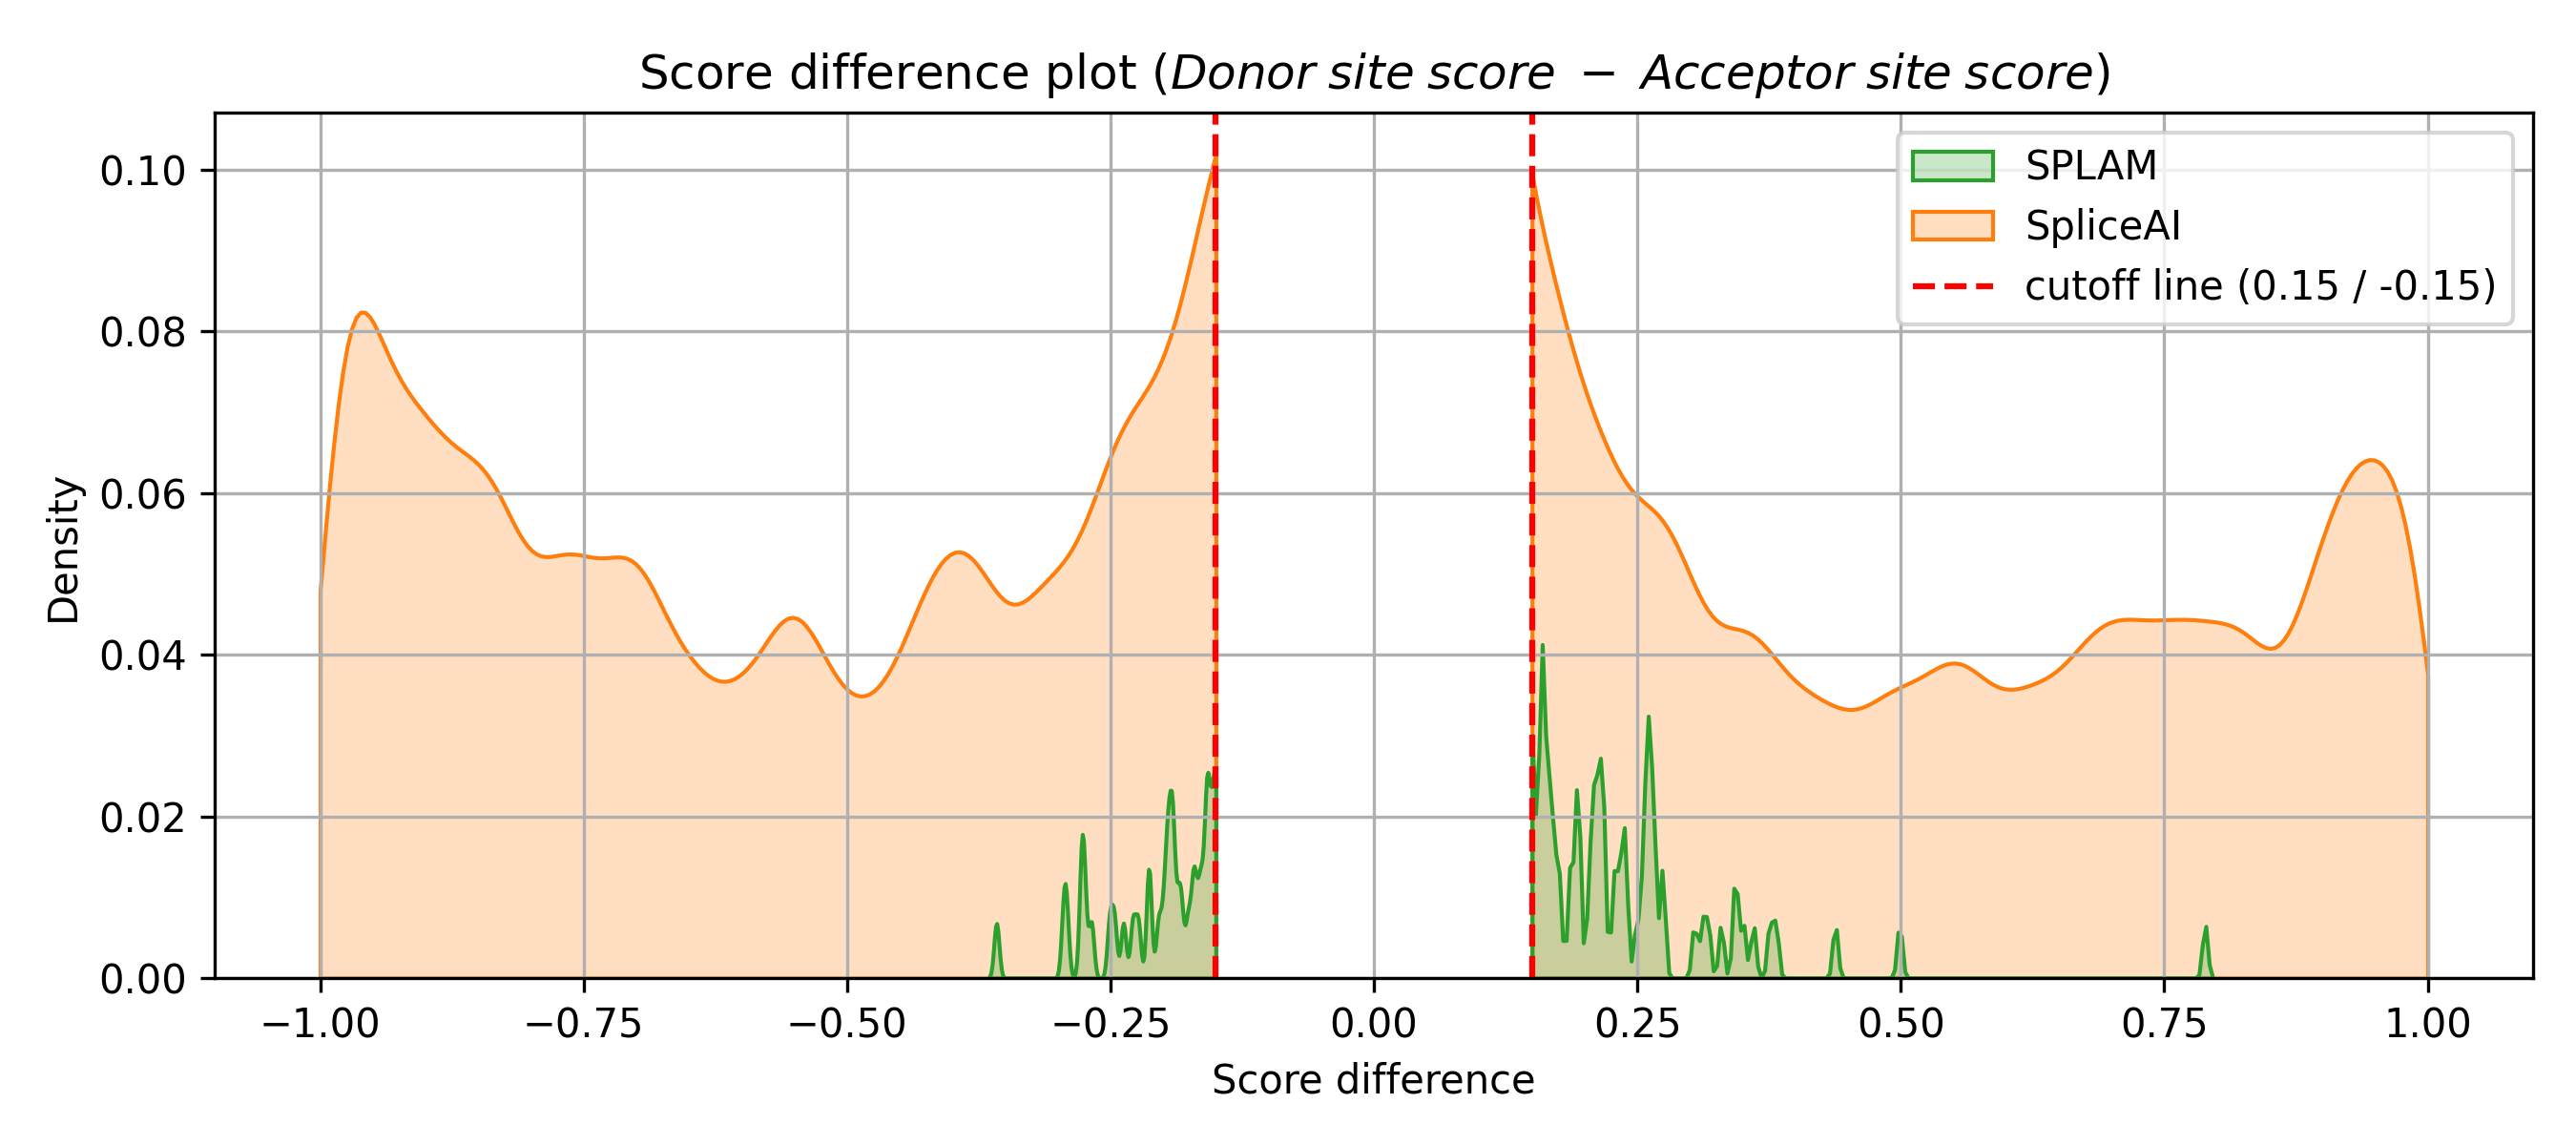 Score difference plot (Donor site score − Acceptor site score)
SPLAM
SpliceAI
cutoff line (0.15 / -0.15)
Density
0.10
0.08
0.06
0.04
0.02
0.00
−1.00 −0.75 −0.50 −0.25 0.00 0.25 0.50 0.75 1.00
Score difference